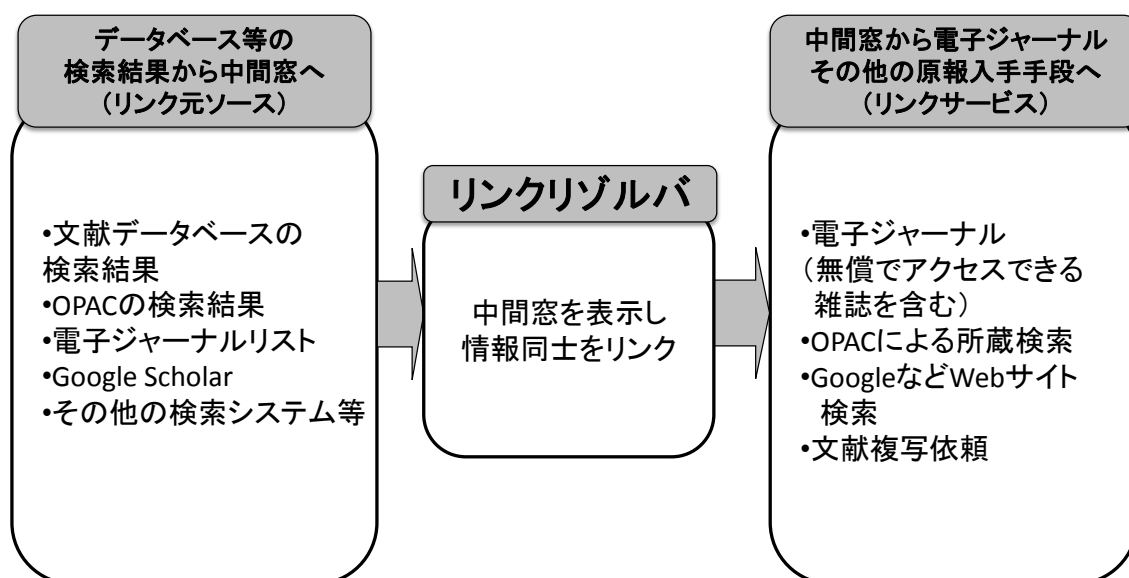 データベース等の
検索結果から中間窓へ
（リンク元ソース）
•文献データベースの
検索結果
•OPACの検索結果
•電子ジャーナルリスト
•Google Scholar
•その他の検索システム等
リンクリゾルバ
中間窓を表示し
情報同士をリンク
中間窓から電子ジャーナル
その他の原報入手手段へ
（リンクサービス）
•電子ジャーナル
（無償でアクセスできる
雑誌を含む）
•OPACによる所蔵検索
•GoogleなどWebサイト
検索
•文献複写依頼